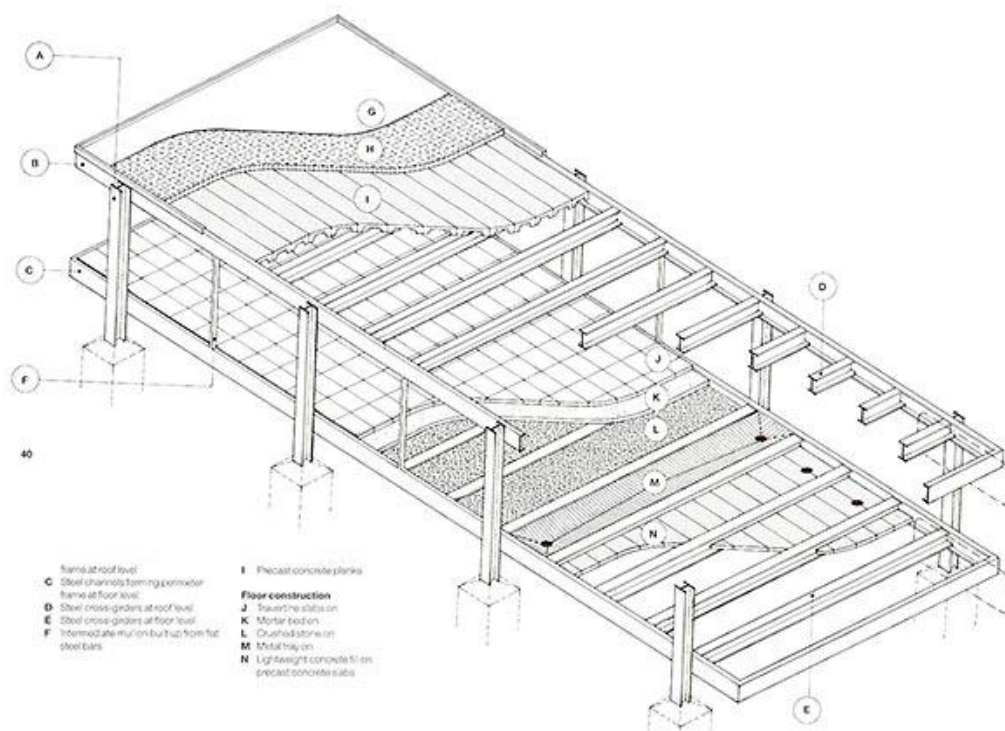 A
G
H
B
I
C
D
F
J
K
L
M
N
40
E
frame at roof level
C Steel channels forming perimeter
frame at floor level
D Steel cross-girders at roof level
E Steel cross-girders at floor level
F Intermediate mullion built up from flat
steel bars
I Precast concrete planks
Floor construction
J Travertine slabs on
K Mortar bed on
L Crushed stone on
M Metal tray on
N Lightweight concrete fill on
precast concrete slabs